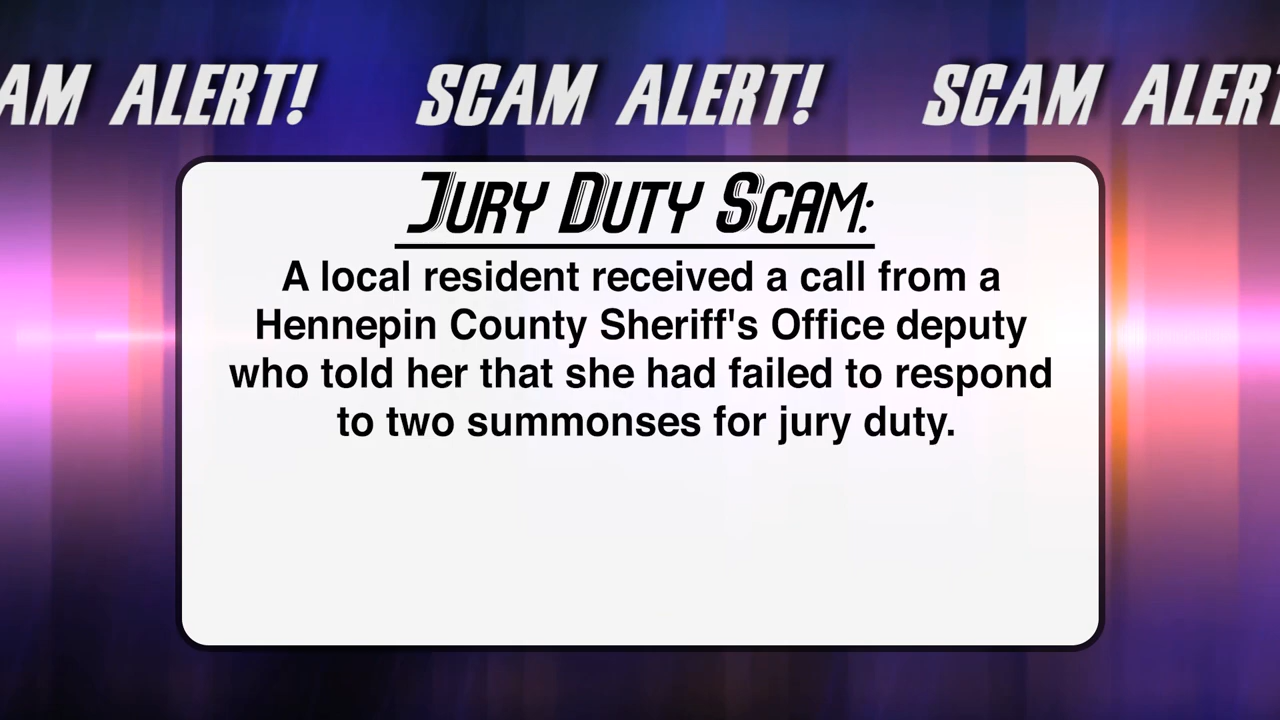 AM ALERT! SCAM ALERT! SCAM ALERT
JURY DUTY SCAM:
A local resident received a call from a
Hennepin County Sheriff's Office deputy
who told her that she had failed to respond
to two summonses for jury duty.